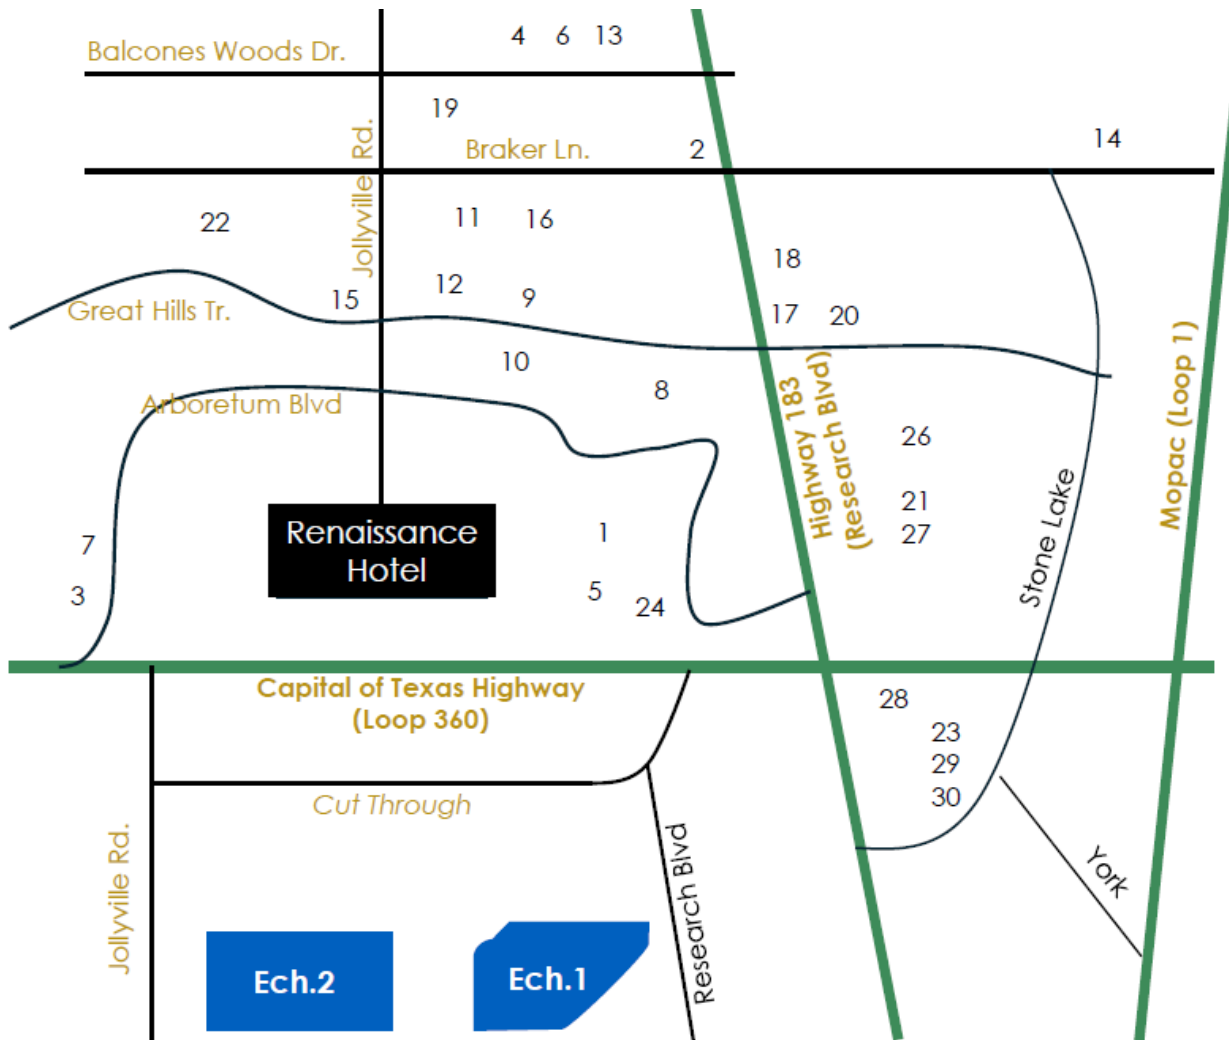 4 6 13
Balcones Woods Dr.
19
Jollyville Rd.
Braker Ln.
2
14
22
11 16
18
12
15
9
Great Hills Tr.
17 20
Mopac (Loop 1)
10
8
Highway 183
(Research Blvd)
Arboretum Blvd
26
21
27
Stone Lake
Renaissance
Hotel
1
7
3
5
24
Capital of Texas Highway
(Loop 360)
28
23
29
30
Cut Through
Jollyville Rd.
Research Blvd
York
Ech.2
Ech.1